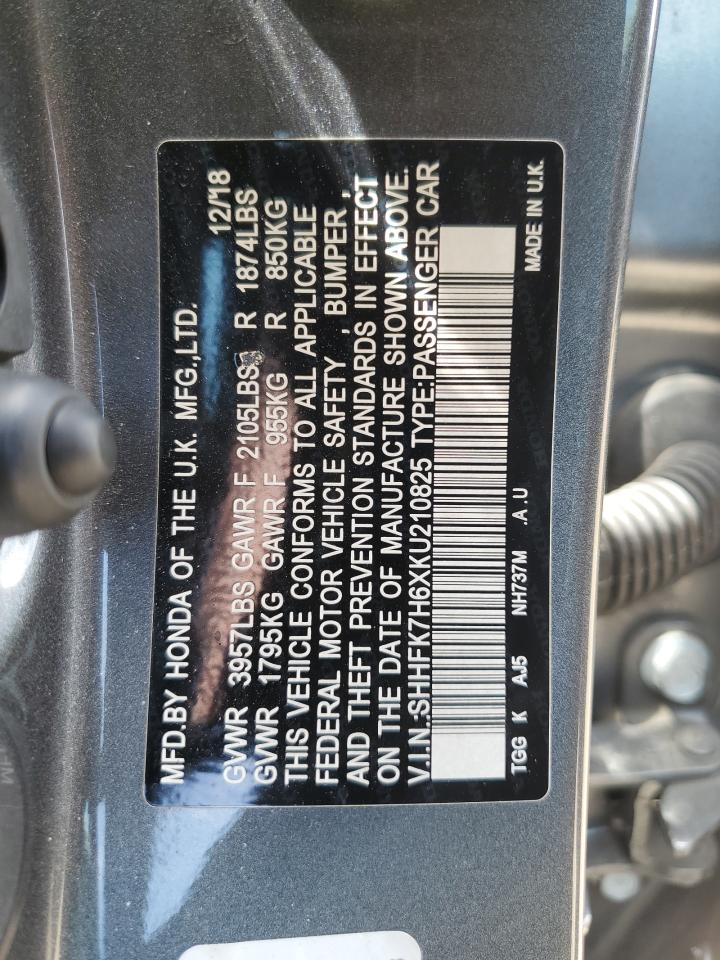 MFD.BY HONDA OF THE U.K. MFG.,LTD. 12/18
GVWR 3957LBS GAWR F 2105LBS R 1874LBS
GVWR 1795KG GAWR F 955KG R 850KG
THIS VEHICLE CONFORMS TO ALL APPLICABLE
FEDERAL MOTOR VEHICLE SAFETY , BUMPER ,
AND THEFT PREVENTION STANDARDS IN EFFECT
ON THE DATE OF MANUFACTURE SHOWN ABOVE.
V.I.N.:SHHFK7H6XKU210825 TYPE:PASSENGER CAR
TGG K AJ5 NH737M .A.U MADE IN U.K.